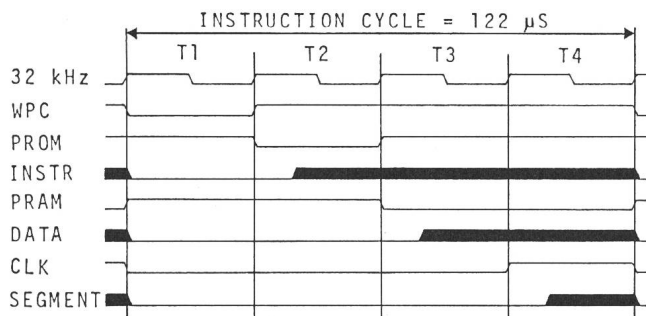 INSTRUCTION CYCLE = 122 µS
T1 T2 T3 T4
32 kHz
WPC
PROM
INSTR
PRAM
DATA
CLK
SEGMENT